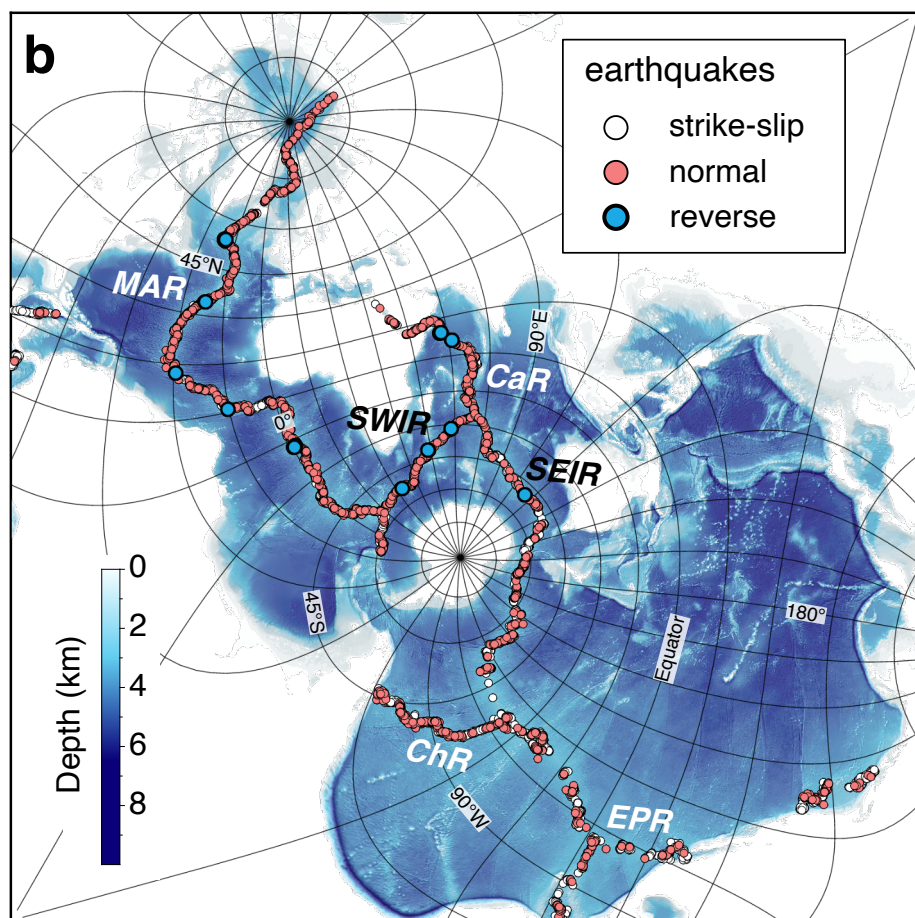 b
earthquakes
strike-slip
normal
reverse
45°N
MAR
90°E
CaR
SWIR
0°
SEIR
45°S
180°
Equator
0
2
4
6
8
Depth (km)
ChR
90°W
EPR